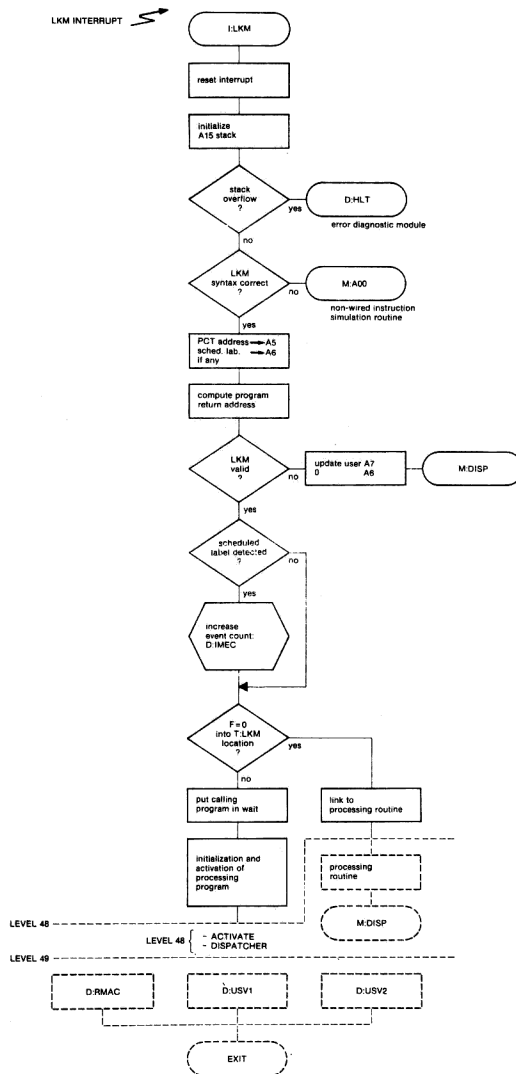 LKM INTERRUPT
I:LKM
reset interrupt
initialize
A15 stack
stack
overflow
?
yes
D:HLT
error diagnostic module
no
LKM
syntax correct
?
no
M:A00
non-wired instruction
simulation routine
yes
PCT address → A5
sched. lab. → A6
if any
compute program
return address
LKM
valid
?
no
update user A7
0 A6
M:DISP
yes
scheduled
label detected
?
no
yes
increase
event count:
D:IMEC
F=0
into T:LKM
location
?
yes
no
put calling
program in wait
link to
processing routine
initialization and
activation of
processing
program
processing
routine
M:DISP
LEVEL 48
LEVEL 48 { - ACTIVATE
- DISPATCHER
LEVEL 49
D:RMAC
D:USV1
D:USV2
EXIT